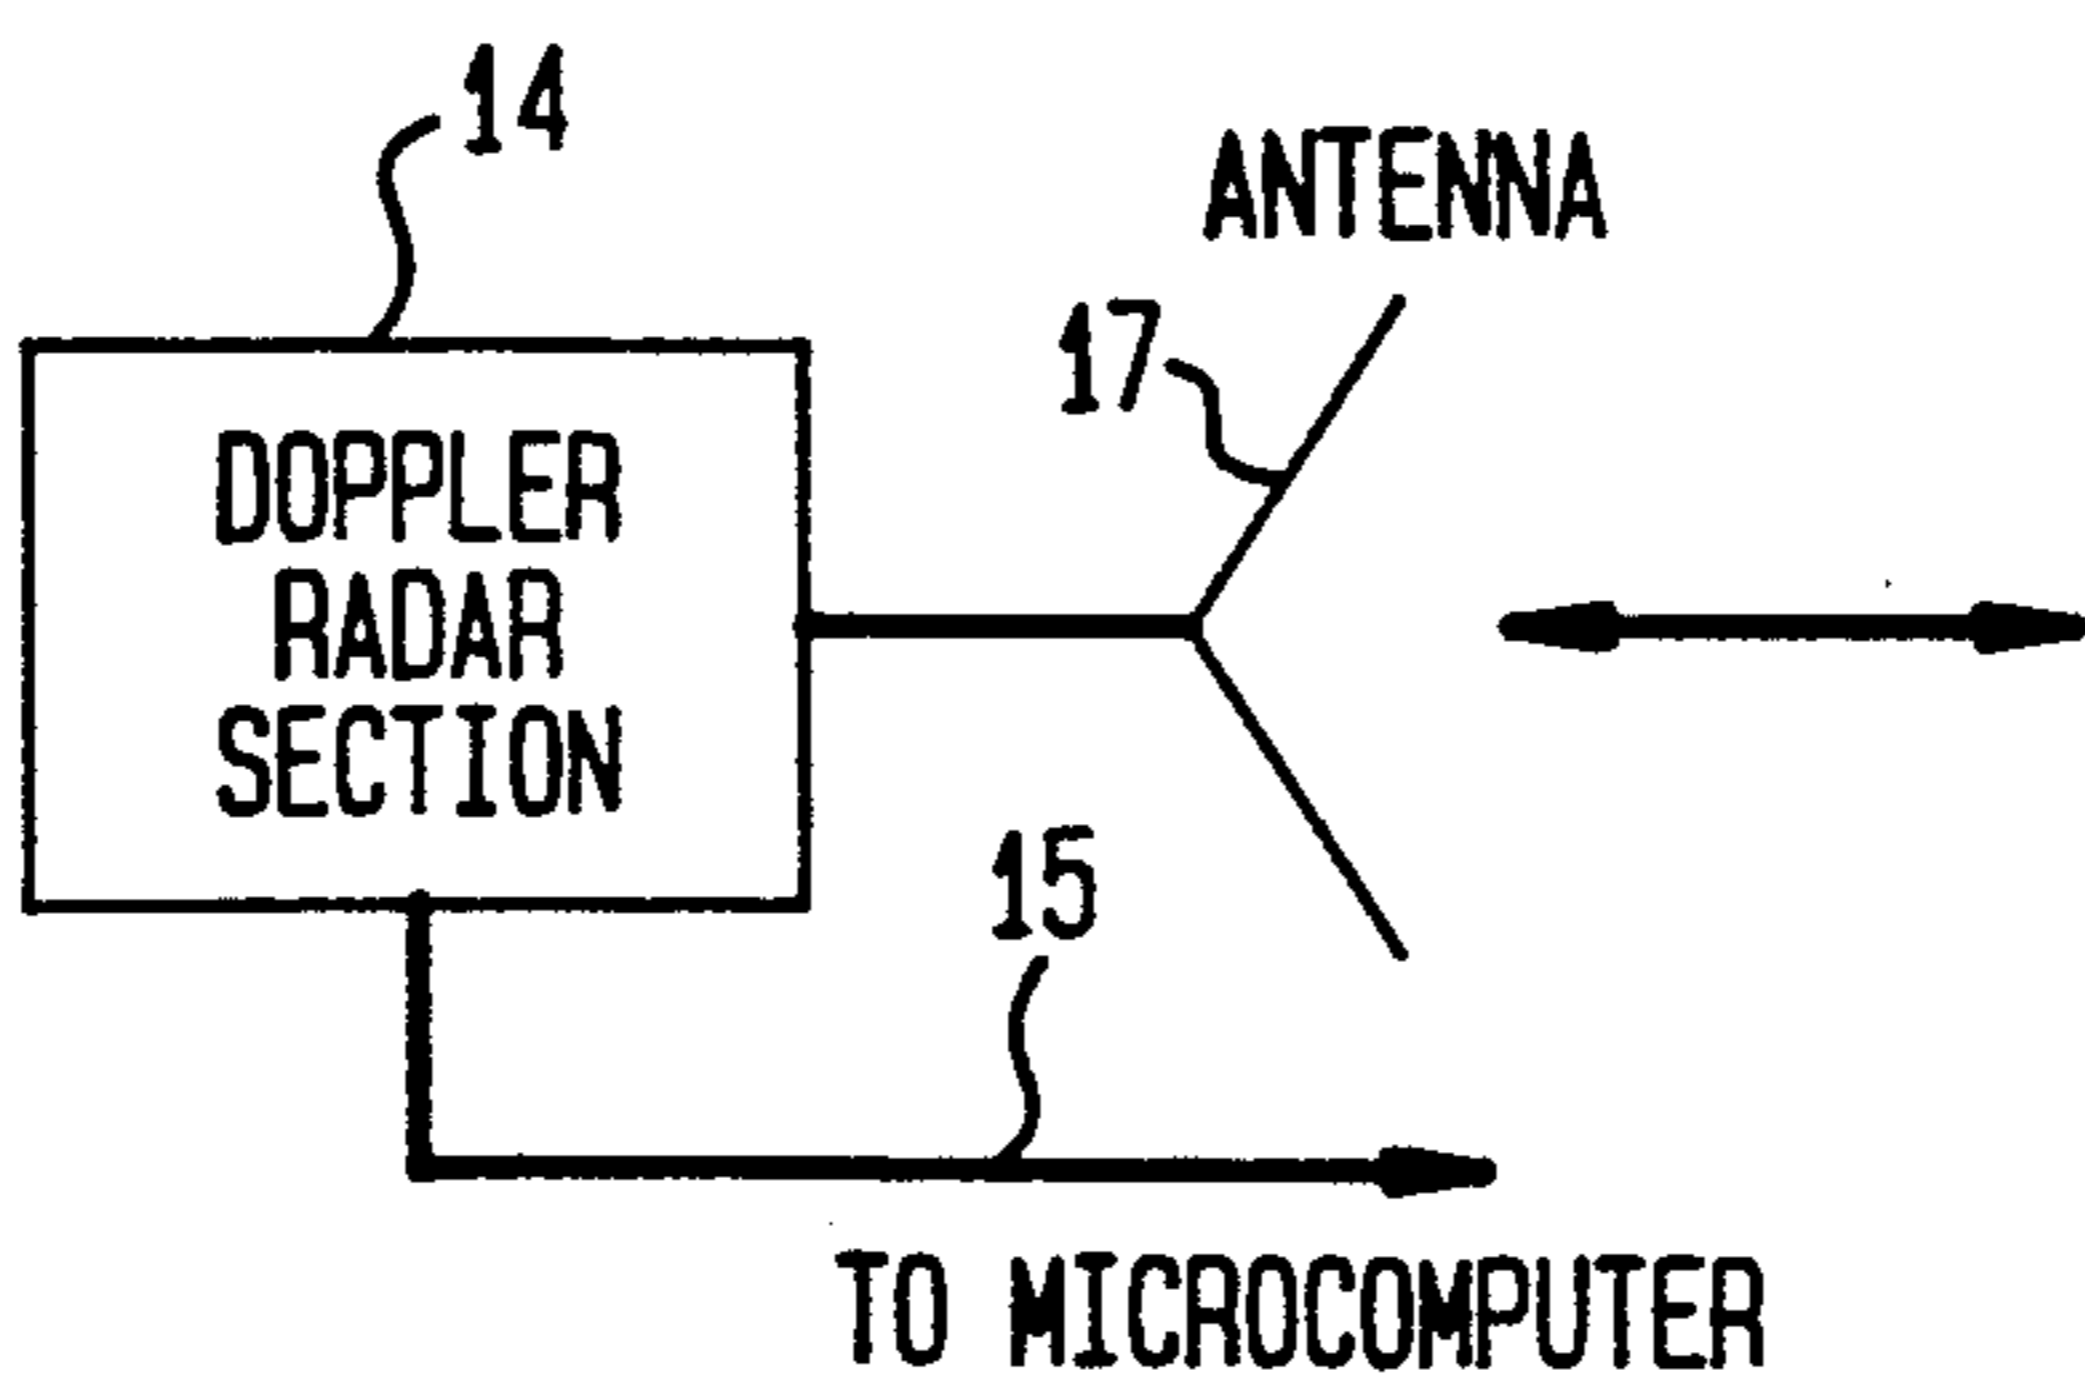 14
ANTENNA
17
DOPPLER
RADAR
SECTION
15
TO MICROCOMPUTER